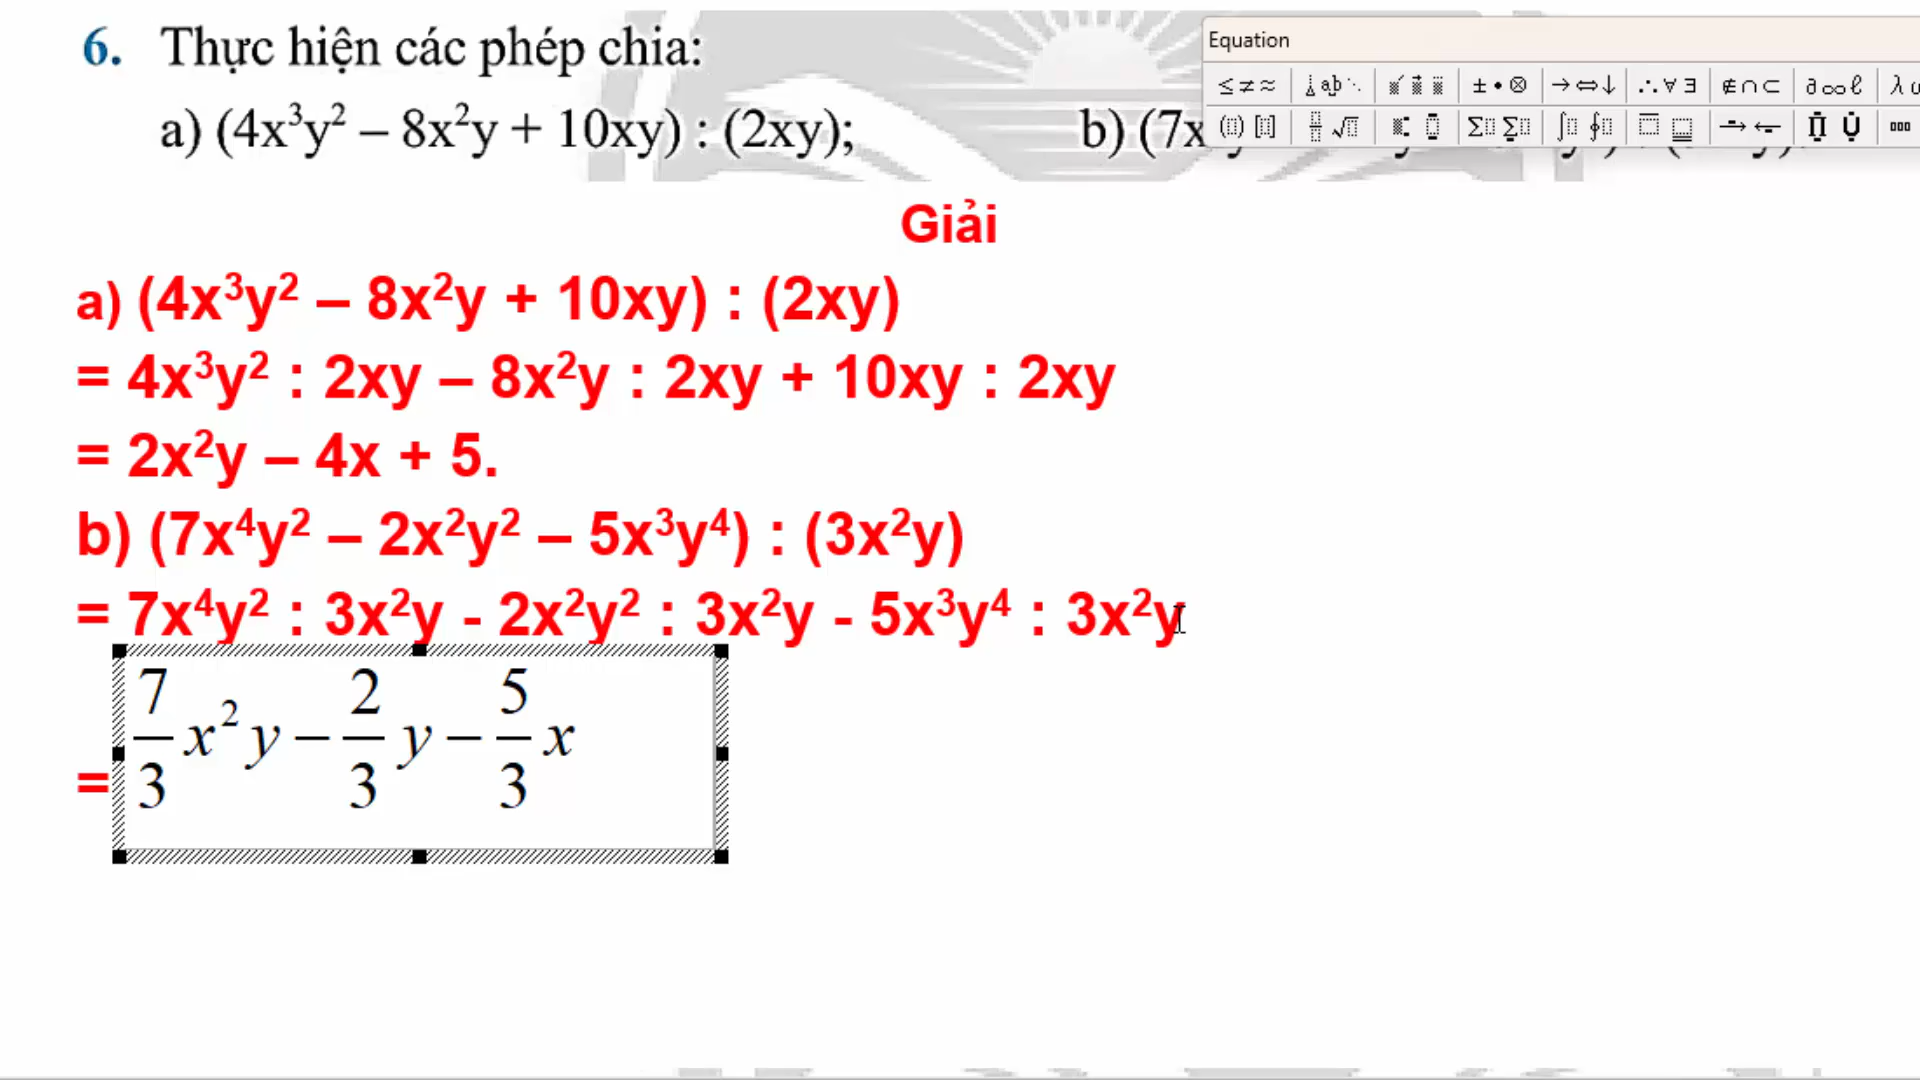 6. Thực hiện các phép chia:
a) (4x³y² – 8x²y + 10xy) : (2xy);
b) (7x
Equation
Giải
a) (4x³y² – 8x²y + 10xy) : (2xy)
= 4x³y² : 2xy – 8x²y : 2xy + 10xy : 2xy
= 2x²y – 4x + 5.
b) (7x⁴y² – 2x²y² – 5x³y⁴) : (3x²y)
= 7x⁴y² : 3x²y - 2x²y² : 3x²y - 5x³y⁴ : 3x²y
= 7/3 x² y – 2/3 y – 5/3 x